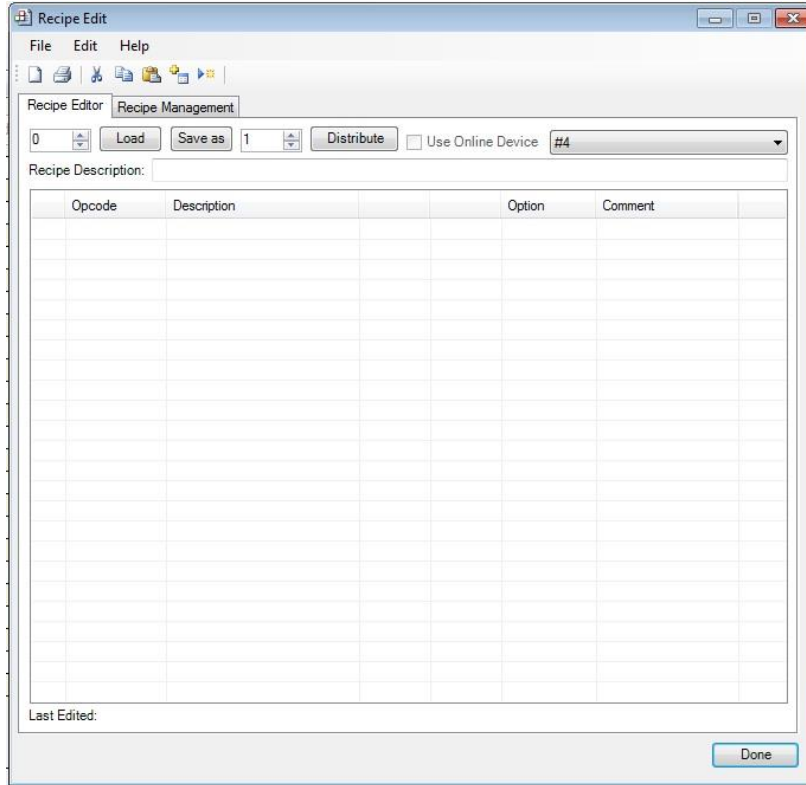 Recipe Edit
File Edit Help
Recipe Editor Recipe Management
0 Load Save as 1 Distribute Use Online Device #4
Recipe Description:
Opcode Description Option Comment
Last Edited:
Done